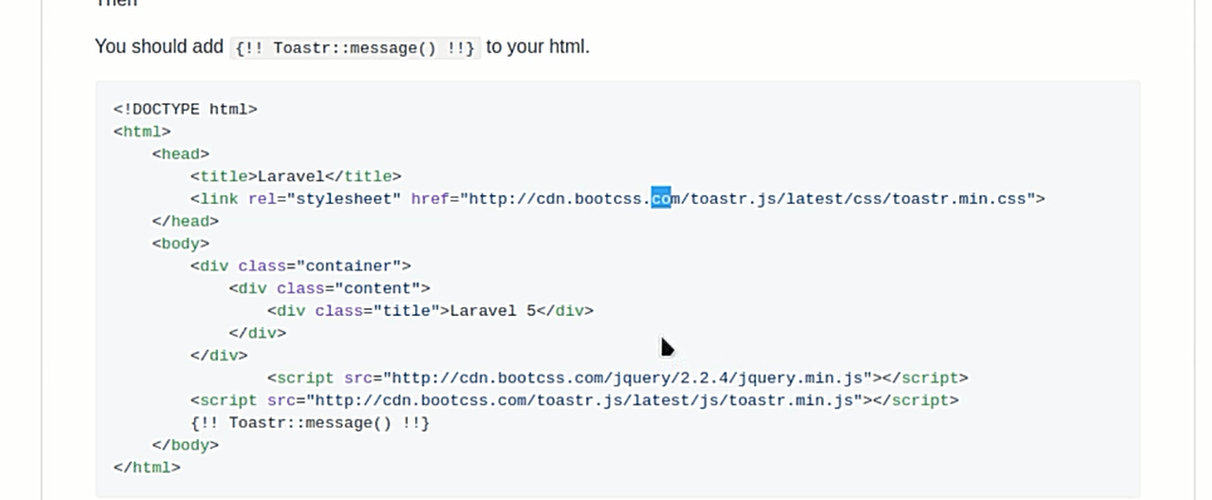 Then
You should add {!! Toastr::message() !!} to your html.
<!DOCTYPE html>
<html>
    <head>
        <title>Laravel</title>
        <link rel="stylesheet" href="http://cdn.bootcss.com/toastr.js/latest/css/toastr.min.css">
    </head>
    <body>
        <div class="container">
            <div class="content">
                <div class="title">Laravel 5</div>
            </div>
        </div>
                <script src="http://cdn.bootcss.com/jquery/2.2.4/jquery.min.js"></script>
        <script src="http://cdn.bootcss.com/toastr.js/latest/js/toastr.min.js"></script>
        {!! Toastr::message() !!}
    </body>
</html>